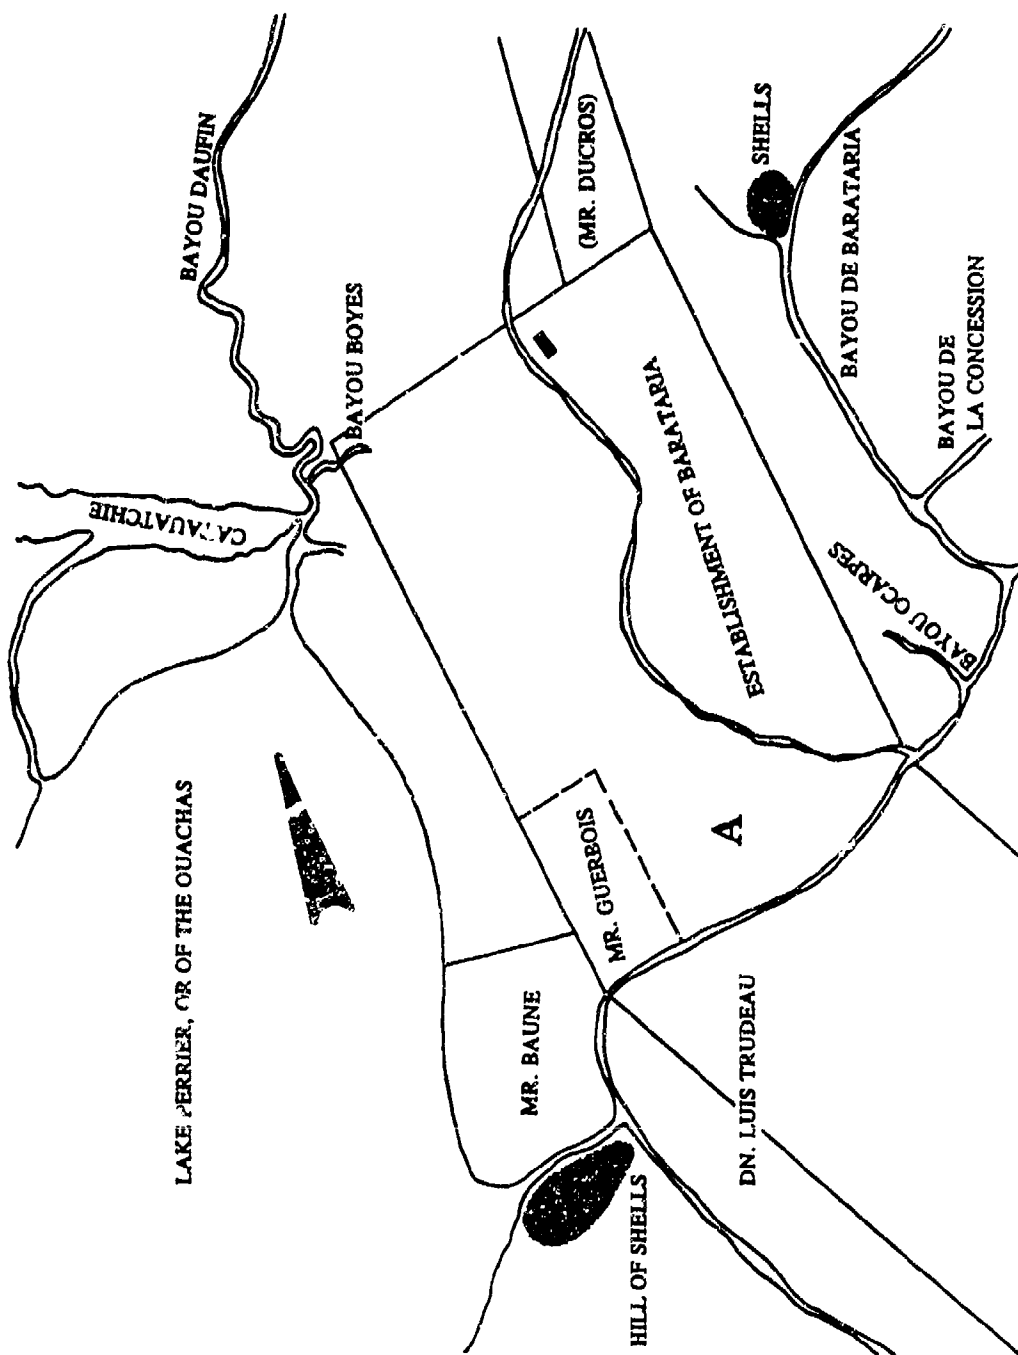 BAYOU DAUFIN
BAYOU BOYES
CATAUATCHIE
LAKE PERRIER, OR OF THE OUACHAS
(MR. DUCROS)
SHELLS
BAYOU DE BARATARIA
BAYOU DE
LA CONCESSION
ESTABLISHMENT OF BARATARIA
BAYOU OCARPES
MR. GUERBOIS
A
MR. BAUNE
DN. LUIS TRUDEAU
HILL OF SHELLS